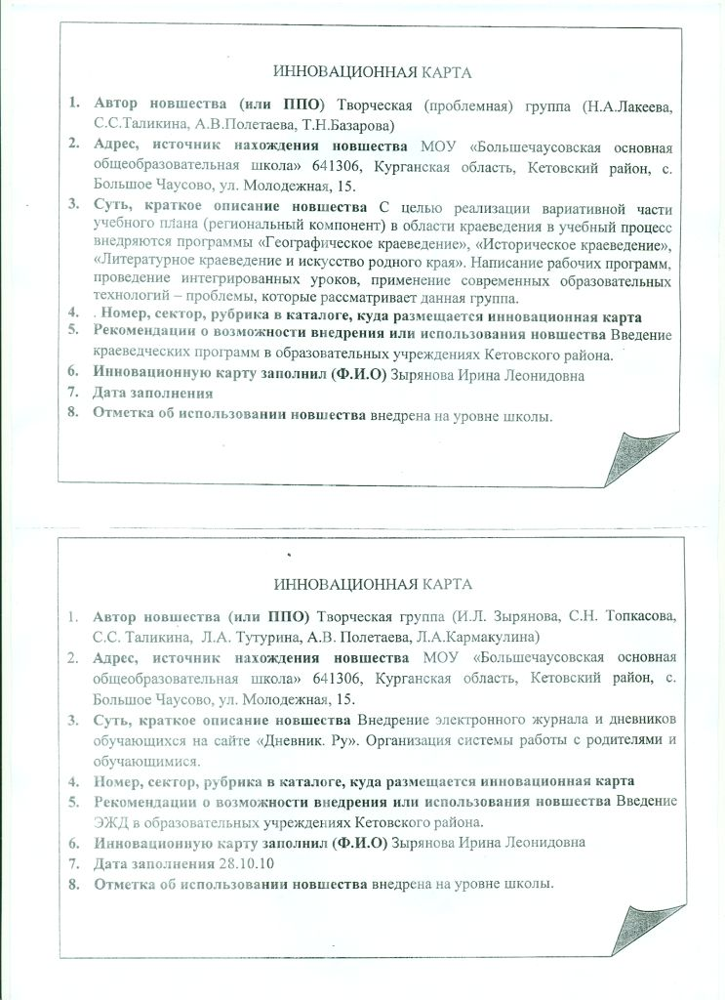 ИННОВАЦИОННАЯ КАРТА
1. Автор новшества (или ППО) Творческая (проблемная) группа (Н.А.Лакеева,
С.С.Таликина, А.В.Полетаева, Т.Н.Базарова)
2. Адрес, источник нахождения новшества МОУ «Большечаусовская основная
общеобразовательная школа» 641306, Курганская область, Кетовский район, с.
Большое Чаусово, ул. Молодежная, 15.
3. Суть, краткое описание новшества С целью реализации вариативной части
учебного плана (региональный компонент) в области краеведения в учебный процесс
внедряются программы «Географическое краеведение», «Историческое краеведение»,
«Литературное краеведение и искусство родного края». Написание рабочих программ,
проведение интегрированных уроков, применение современных образовательных
технологий – проблемы, которые рассматривает данная группа.
4. . Номер, сектор, рубрика в каталоге, куда размещается инновационная карта
5. Рекомендации о возможности внедрения или использования новшества Введение
краеведческих программ в образовательных учреждениях Кетовского района.
6. Инновационную карту заполнил (Ф.И.О) Зырянова Ирина Леонидовна
7. Дата заполнения
8. Отметка об использовании новшества внедрена на уровне школы.
ИННОВАЦИОННАЯ КАРТА
1. Автор новшества (или ППО) Творческая группа (И.Л. Зырянова, С.Н. Топкасова,
С.С. Таликина, Л.А. Тутурина, А.В. Полетаева, Л.А.Кармакулина)
2. Адрес, источник нахождения новшества МОУ «Большечаусовская основная
общеобразовательная школа» 641306, Курганская область, Кетовский район, с.
Большое Чаусово, ул. Молодежная, 15.
3. Суть, краткое описание новшества Внедрение электронного журнала и дневников
обучающихся на сайте «Дневник. Ру». Организация системы работы с родителями и
обучающимися.
4. Номер, сектор, рубрика в каталоге, куда размещается инновационная карта
5. Рекомендации о возможности внедрения или использования новшества Введение
ЭЖД в образовательных учреждениях Кетовского района.
6. Инновационную карту заполнил (Ф.И.О) Зырянова Ирина Леонидовна
7. Дата заполнения 28.10.10
8. Отметка об использовании новшества внедрена на уровне школы.